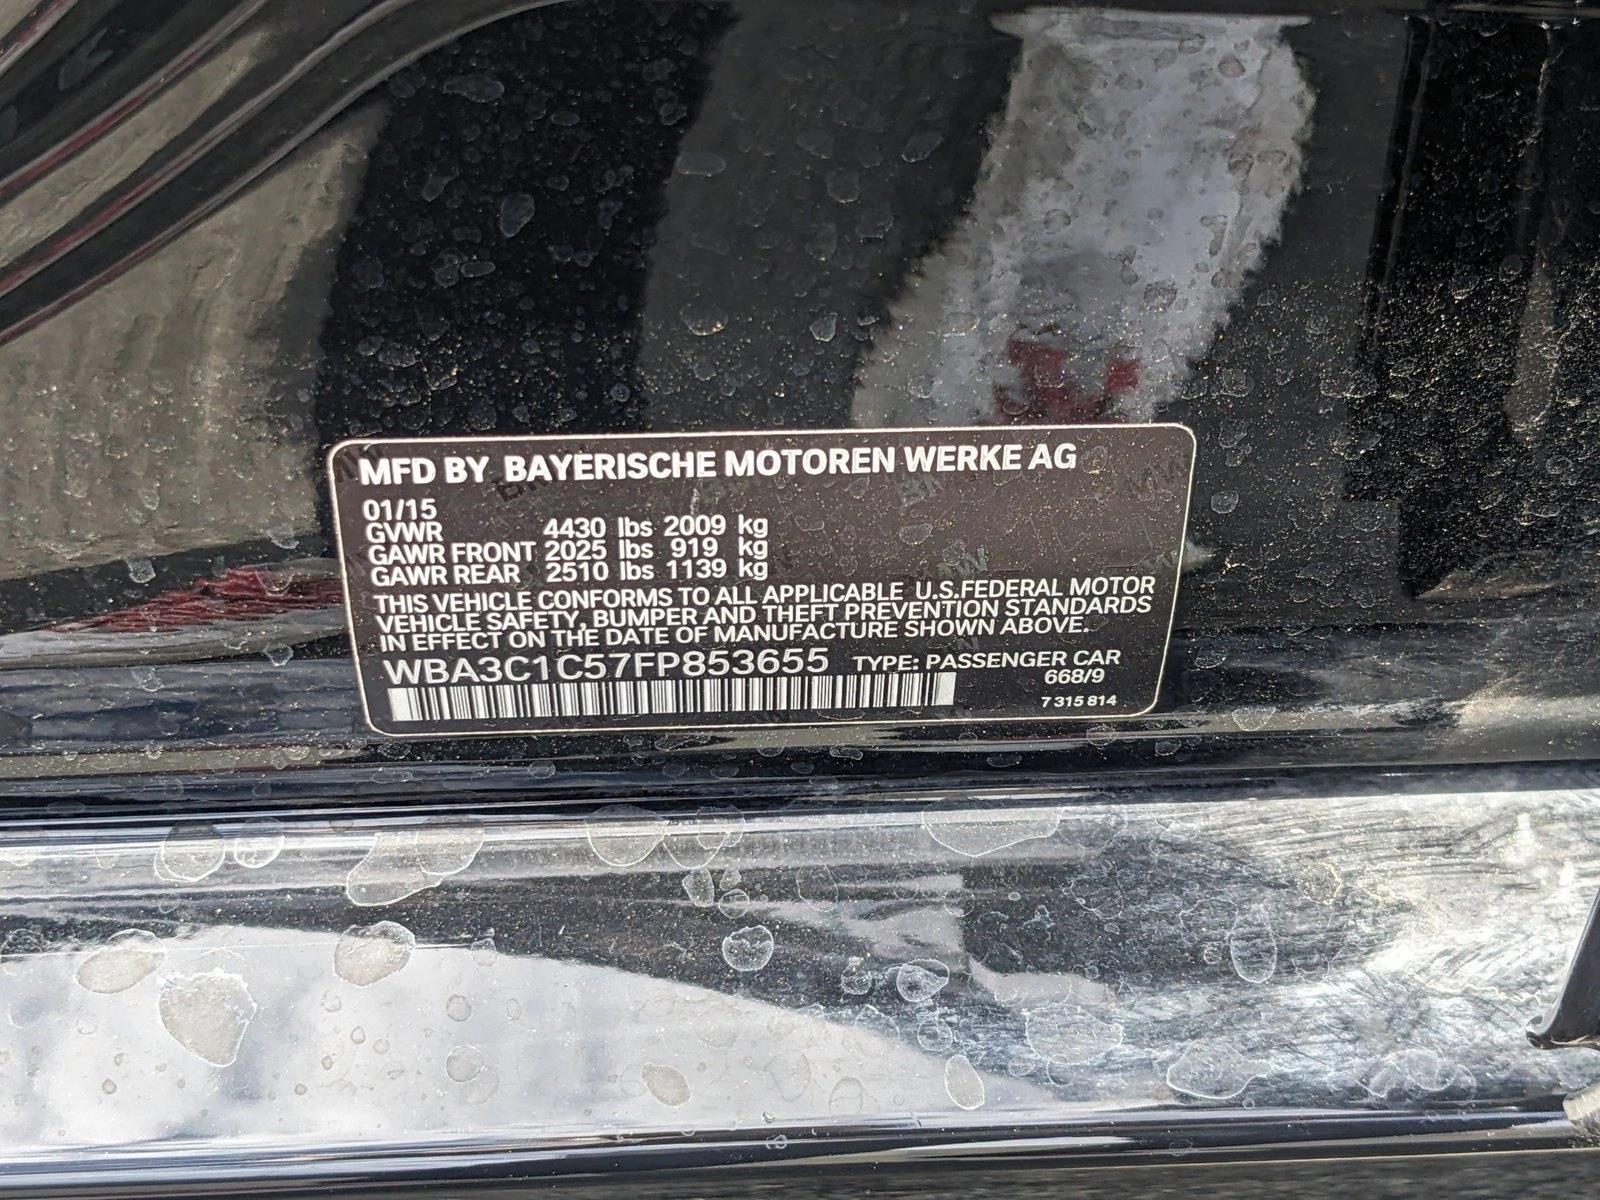 MFD BY BAYERISCHE MOTOREN WERKE AG
01/15
GVWR 4430 lbs 2009 kg
GAWR FRONT 2025 lbs 919 kg
GAWR REAR 2510 lbs 1139 kg
THIS VEHICLE CONFORMS TO ALL APPLICABLE U.S.FEDERAL MOTOR
VEHICLE SAFETY, BUMPER AND THEFT PREVENTION STANDARDS
IN EFFECT ON THE DATE OF MANUFACTURE SHOWN ABOVE.
WBA3C1C57FP853655 TYPE: PASSENGER CAR
668/9
7 315 814